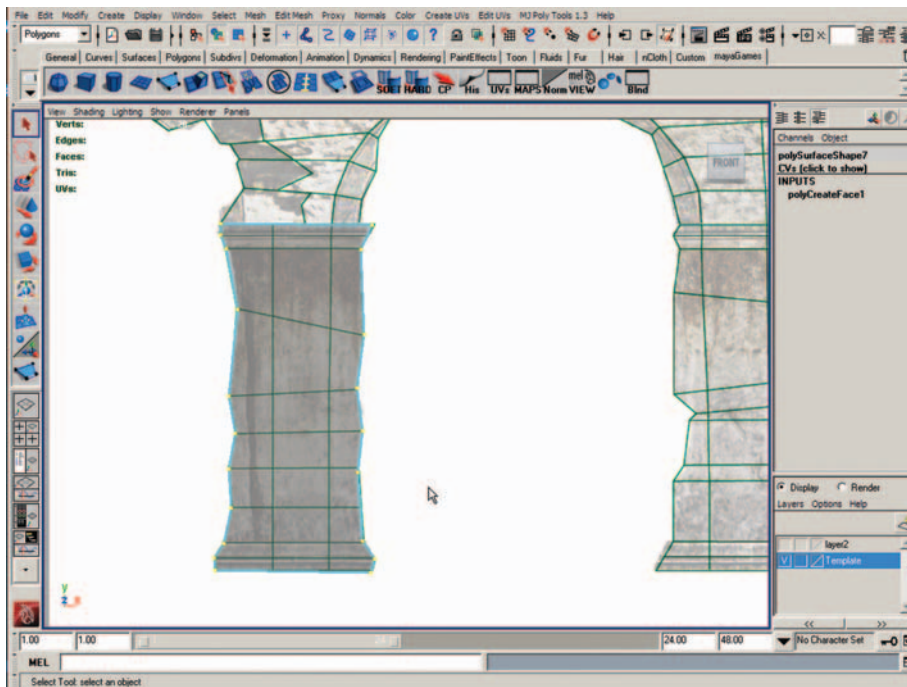 File Edit Modify Create Display Window Select Mesh Edit Mesh Proxy Normals Color Create UVs Edit UVs MJ Poly Tools 1.3 Help
Polygons
X:
General Curves Surfaces Polygons Subdivs Deformation Animation Dynamics Rendering PaintEffects Toon Fluids Fur Hair nCloth Custom mayaGames
mel
SOFT HARD CP His UVs MAPS Norm VIEW Blnd
View Shading Lighting Show Renderer Panels
Verts:
Edges:
Faces:
Tris:
UVs:
FRONT
Channels Object
polySurfaceShape7
CVs (click to show)
INPUTS
polyCreateFace1
Display Render
Layers Options Help
layer2
V Template
<< >>
y
z x
1.00 1.00 24 24.00 48.00 No Character Set
MEL
Select Tool: select an object